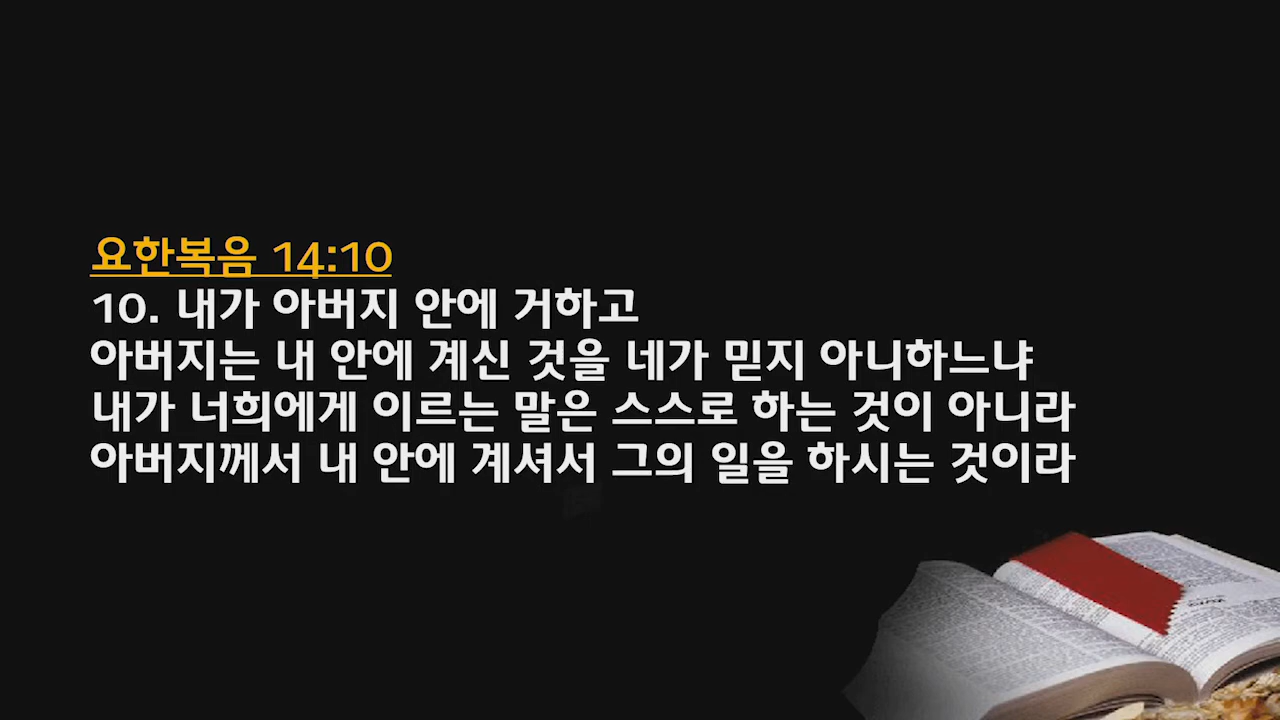 요한복음 14:10
10. 내가 아버지 안에 거하고
아버지는 내 안에 계신 것을 네가 믿지 아니하느냐
내가 너희에게 이르는 말은 스스로 하는 것이 아니라
아버지께서 내 안에 계셔서 그의 일을 하시는 것이라